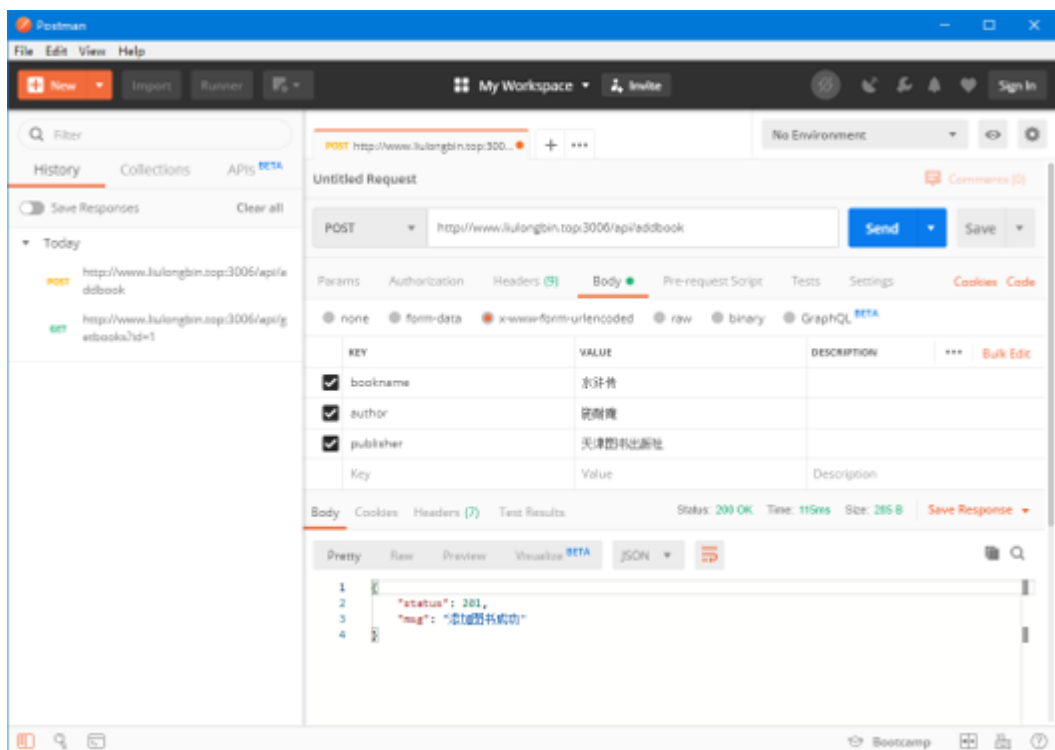 Postman
File Edit View Help
New Import Runner My Workspace Invite Sign In
Filter
History Collections APIs BETA
Save Responses Clear all
Today
POST http://www.liulongbin.top:3006/api/a
ddbook
GET http://www.liulongbin.top:3006/api/g
etbooks?id=1
POST http://www.liulongbin.top:300... + ...
No Environment
Untitled Request
Comments (0)
POST http://www.liulongbin.top:3006/api/addbook Send Save
Params Authorization Headers (9) Body Pre-request Script Tests Settings Cookies Code
none form-data x-www-form-urlencoded raw binary GraphQL BETA
KEY VALUE DESCRIPTION ... Bulk Edit
bookname 水浒传
author 施耐庵
publisher 天津图书出版社
Key Value Description
Body Cookies Headers (7) Test Results Status: 200 OK Time: 115ms Size: 285 B Save Response
Pretty Raw Preview Visualize BETA JSON
1 {
2 "status": 201,
3 "msg": "添加图书成功"
4 }
Bootcamp